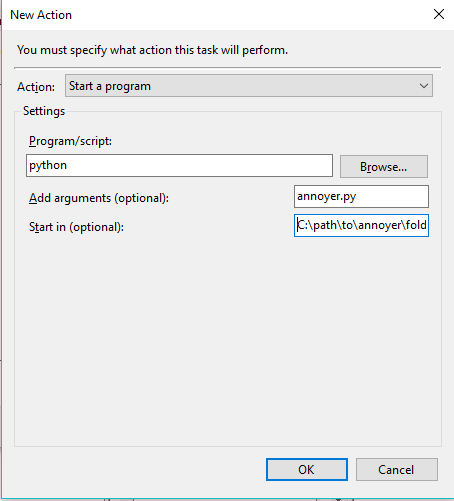 New Action
You must specify what action this task will perform.
Action: Start a program
Settings
Program/script:
python Browse...
Add arguments (optional): annoyer.py
Start in (optional): C:\path\to\annoyer\fold
OK Cancel